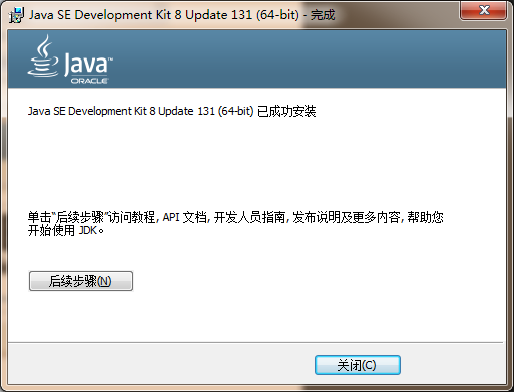 Java SE Development Kit 8 Update 131 (64-bit) - 完成
Java™
ORACLE
Java SE Development Kit 8 Update 131 (64-bit) 已成功安装
单击“后续步骤”访问教程, API 文档, 开发人员指南, 发布说明及更多内容, 帮助您
开始使用 JDK。
后续步骤(N)
关闭(C)